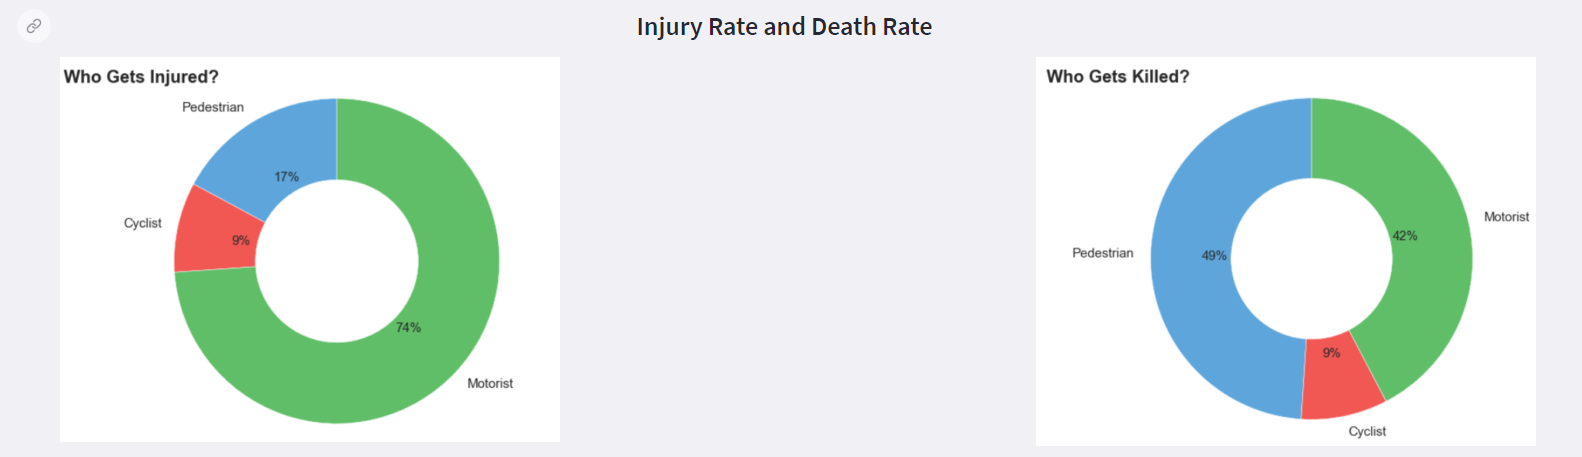 Injury Rate and Death Rate
Who Gets Injured?
Pedestrian
17%
Cyclist
9%
74%
Motorist
Who Gets Killed?
Motorist
42%
Pedestrian
49%
9%
Cyclist